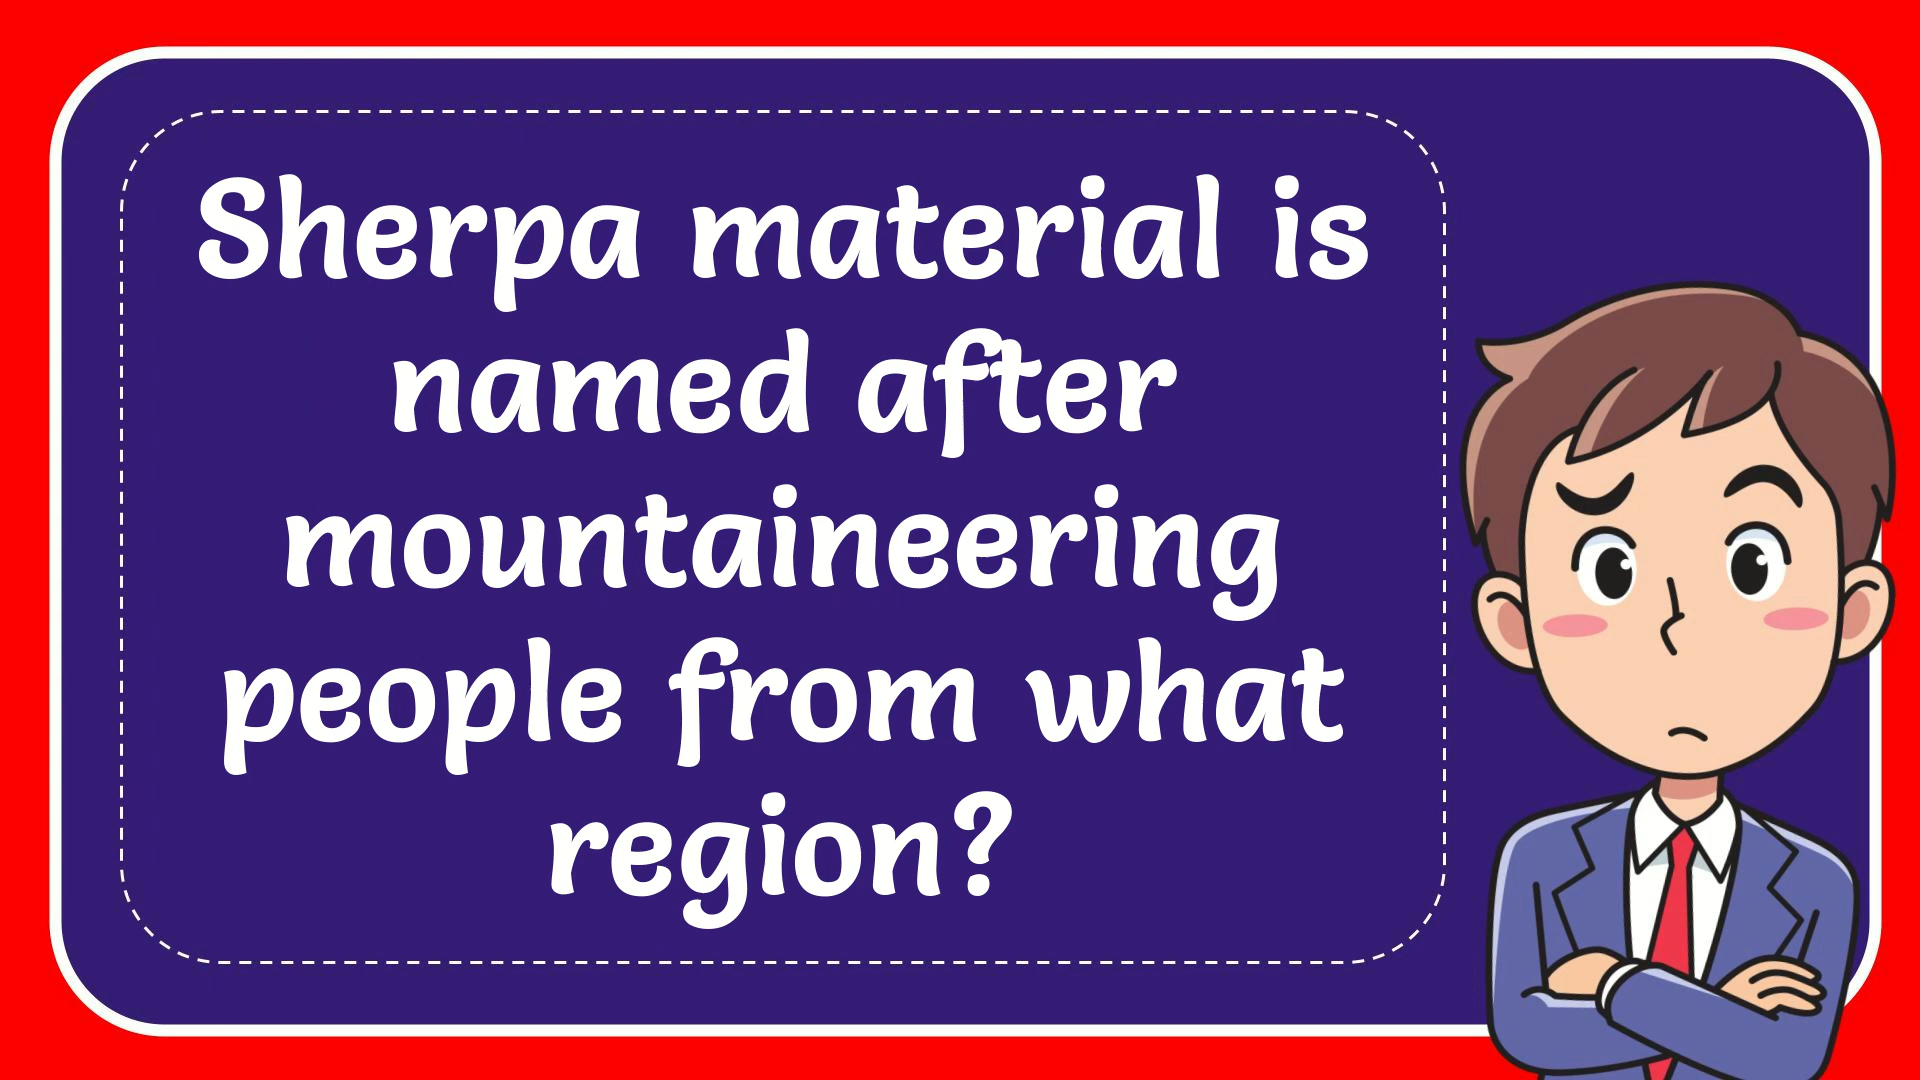 Sherpa material is
named after
mountaineering
people from what
region?